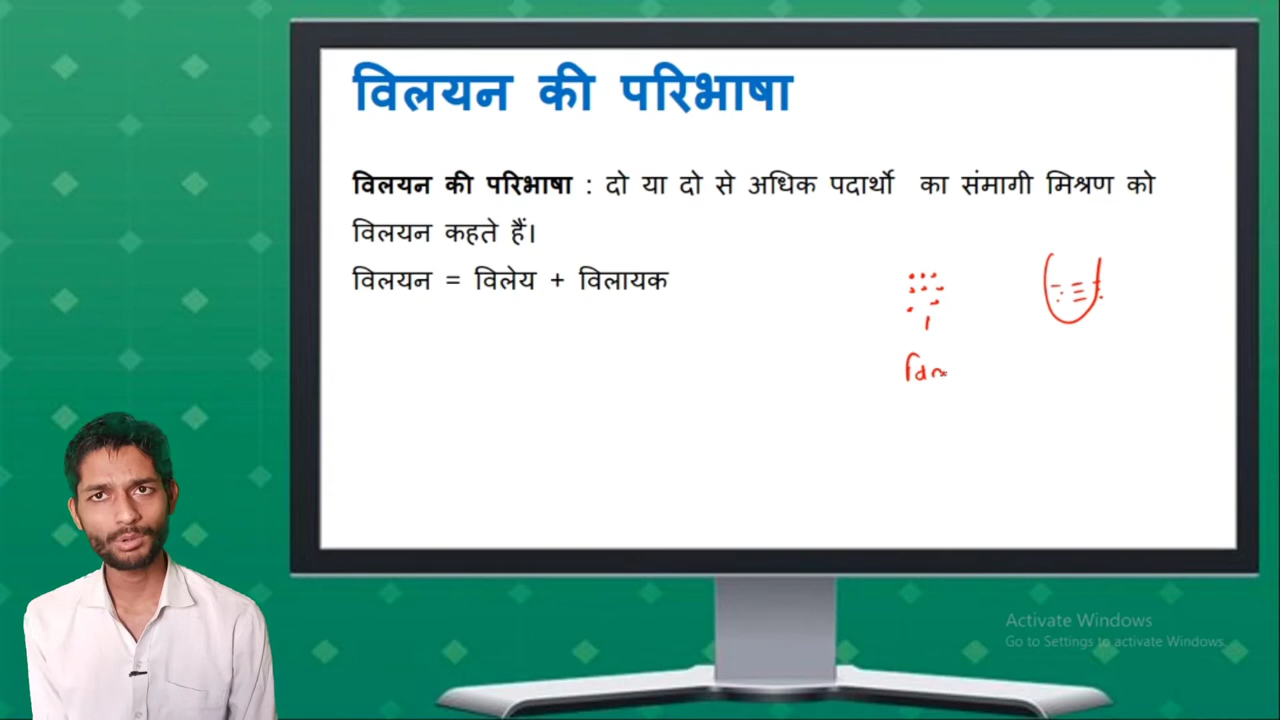 विलयन की परिभाषा
विलयन की परिभाषा : दो या दो से अधिक पदार्थो का संमागी मिश्रण को
विलयन कहते हैं।
विलयन = विलेय + विलायक
Activate Windows
Go to Settings to activate Windows.